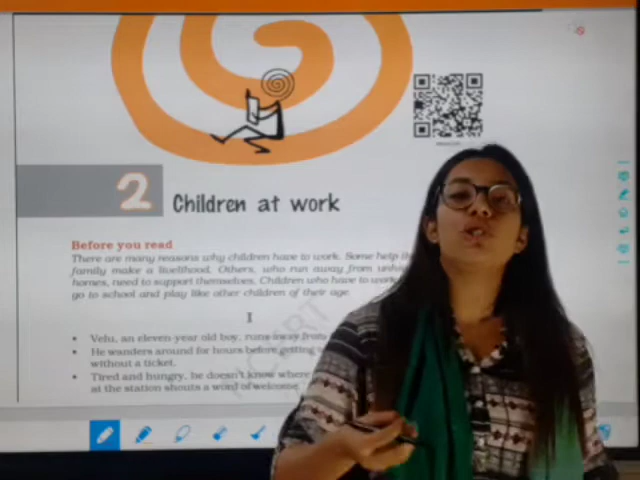 2 Children at work
Before you read
There are many reasons why children have to work. Some help
family make a livelihood. Others, who run away from
homes, need to support themselves. Children who have to work
go to school and play like other children of their age
I
• Velu, an eleven-year old boy, runs away from
• He wanders around for hours before getting
without a ticket.
• Tired and hungry, he doesn't know where
at the station shouts a word of welcome.